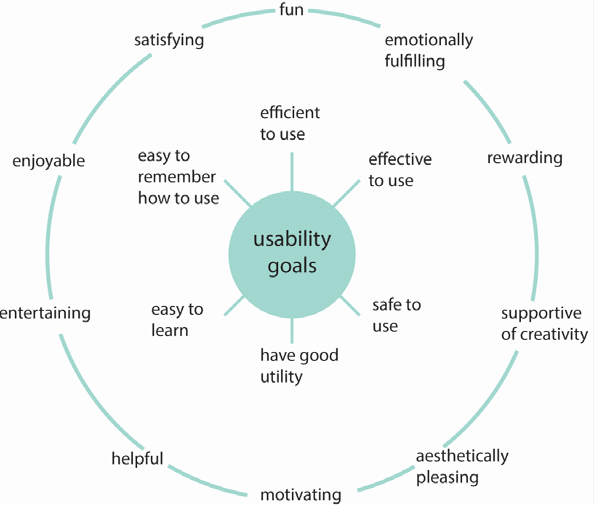 fun
satisfying
emotionally
fulfilling
efficient
to use
enjoyable
easy to
remember
how to use
effective
to use
rewarding
usability
goals
entertaining
easy to
learn
safe to
use
supportive
of creativity
have good
utility
helpful
aesthetically
pleasing
motivating